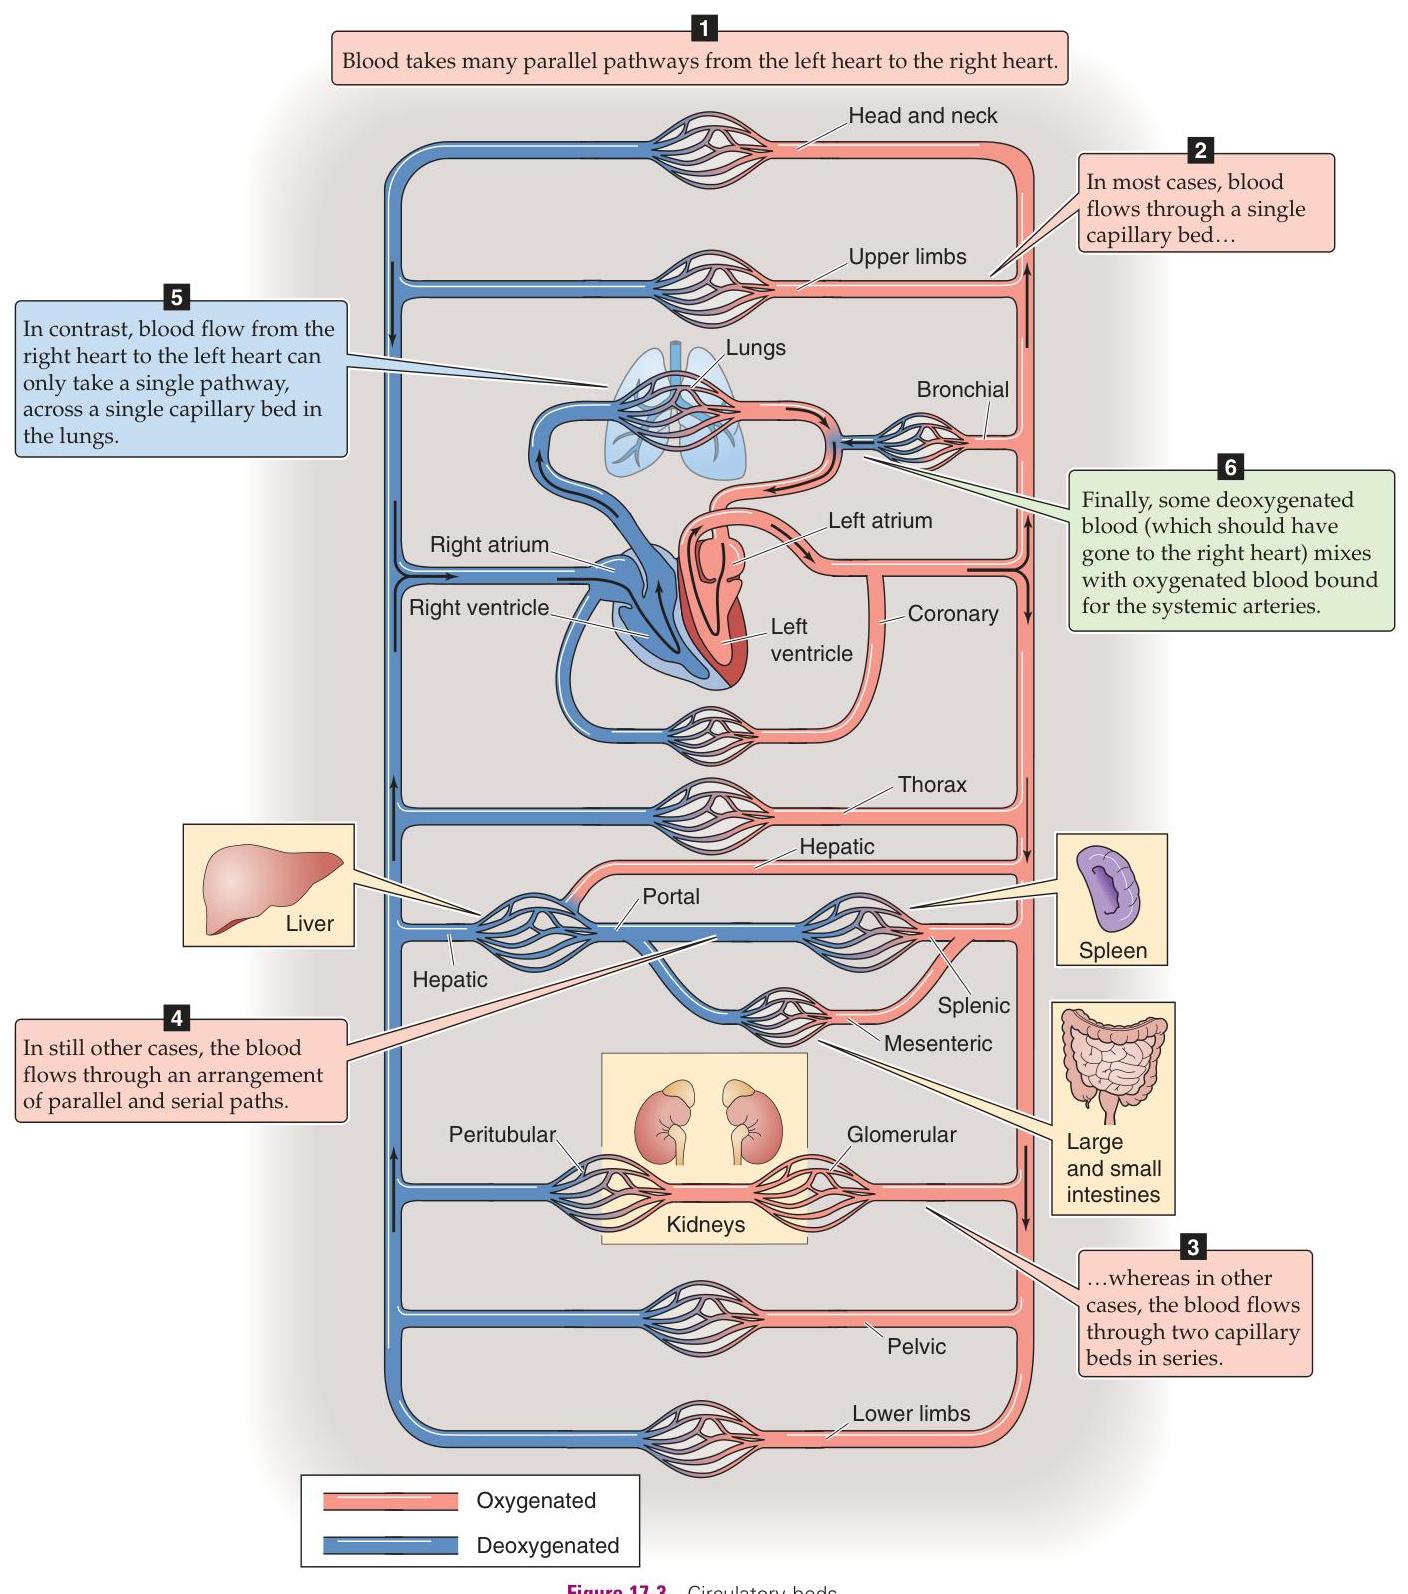 1
Blood takes many parallel pathways from the left heart to the right heart.
Head and neck
2
In most cases, blood
flows through a single
capillary bed…
Upper limbs
5
In contrast, blood flow from the
right heart to the left heart can
only take a single pathway,
across a single capillary bed in
the lungs.
Lungs
Bronchial
6
Finally, some deoxygenated
blood (which should have
gone to the right heart) mixes
with oxygenated blood bound
for the systemic arteries.
Left atrium
Right atrium
Right ventricle
Coronary
Left
ventricle
Thorax
Hepatic
Portal
Liver
Spleen
Hepatic
Splenic
Mesenteric
4
In still other cases, the blood
flows through an arrangement
of parallel and serial paths.
Large
and small
intestines
Peritubular
Glomerular
Kidneys
3
…whereas in other
cases, the blood flows
through two capillary
beds in series.
Pelvic
Lower limbs
Oxygenated
Deoxygenated
Figure 17-3 Circulatory beds